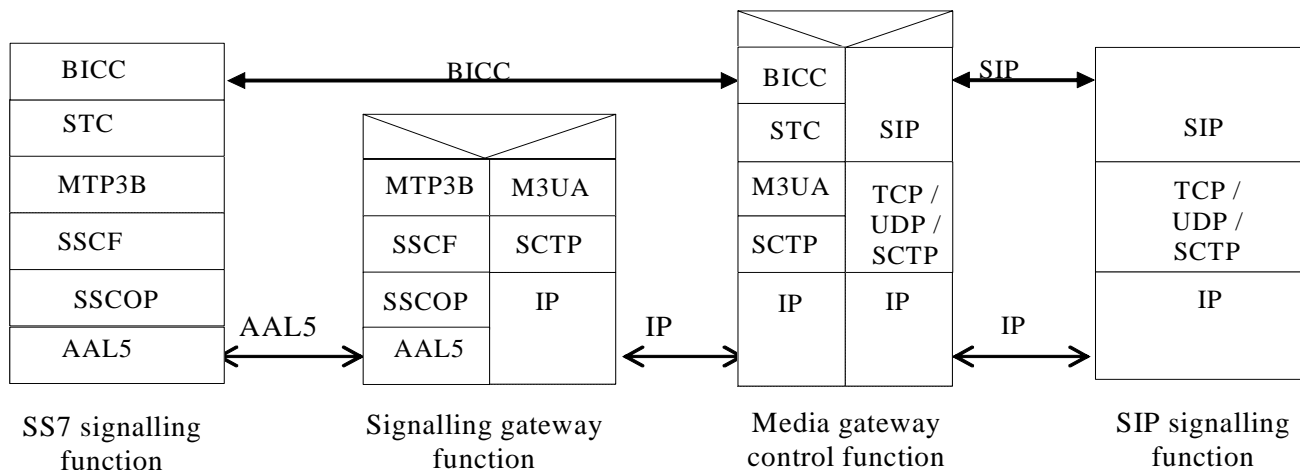 BICC
STC
MTP3B
SSCF
SSCOP
AAL5
BICC
AAL5
MTP3B
M3UA
SSCF
SCTP
SSCOP
IP
AAL5
IP
BICC
STC
SIP
M3UA
TCP /
UDP /
SCTP
SCTP
IP
IP
SIP
IP
SIP
TCP /
UDP /
SCTP
IP
SS7 signalling
function
Signalling gateway
function
Media gateway
control function
SIP signalling
function